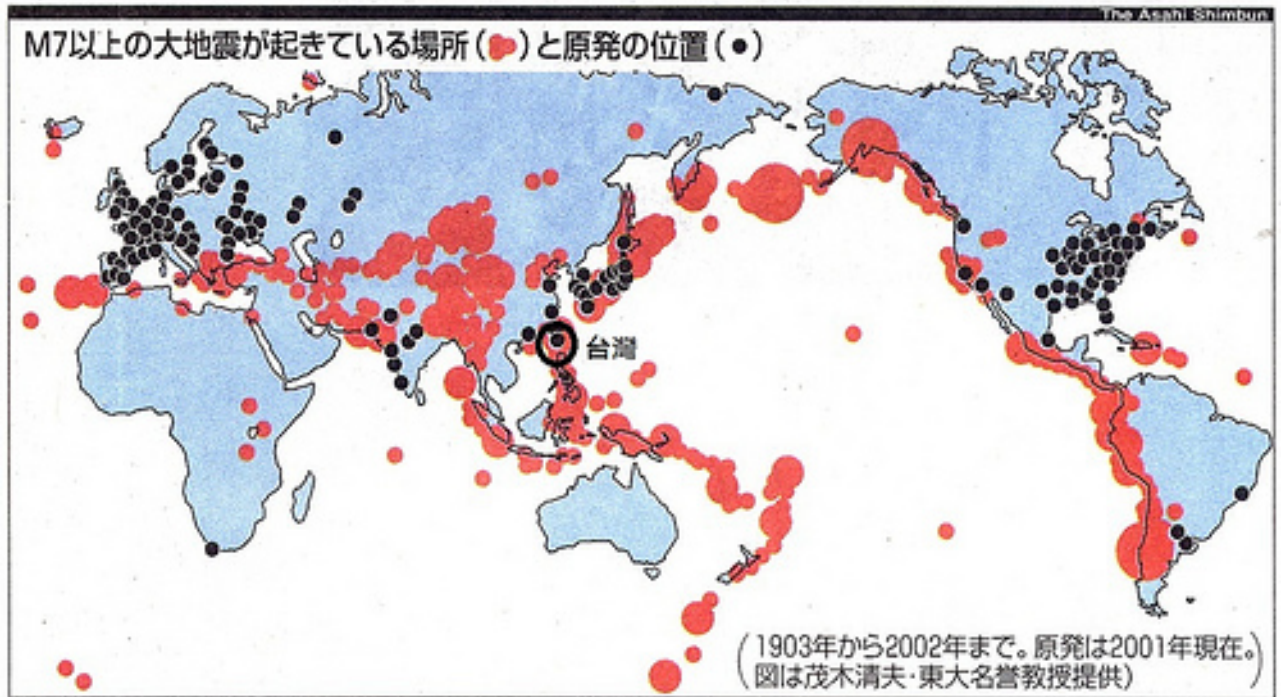 The Asahi Shimbun
M7以上の大地震が起きている場所（●）と原発の位置（●）
台灣
（1903年から2002年まで。原発は2001年現在。
図は茂木清夫・東大名誉教授提供）